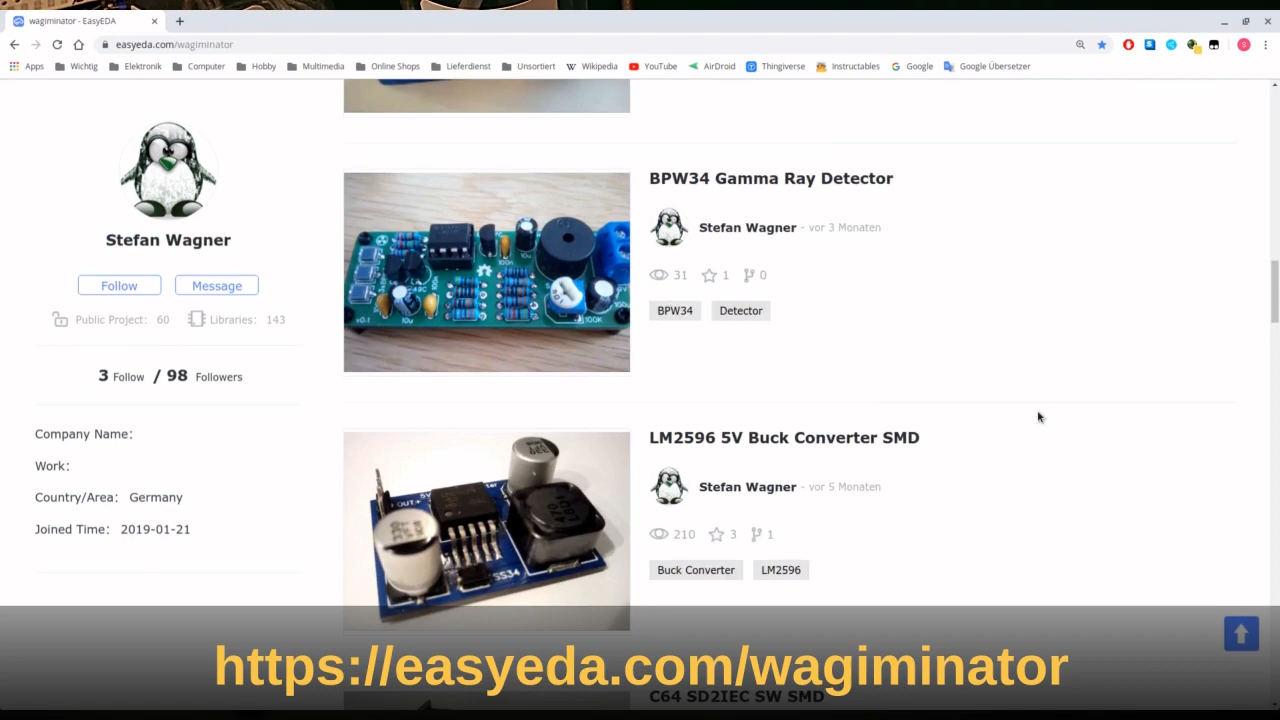 wagiminator - EasyEDA
easyeda.com/wagiminator
Apps Wichtig Elektronik Computer Hobby Multimedia Online Shops Lieferdienst Unsortiert Wikipedia YouTube AirDroid Thingiverse Instructables Google Google Übersetzer
Stefan Wagner
Follow Message
Public Project: 60 Libraries: 143
3 Follow / 98 Followers
Company Name:
Work:
Country/Area: Germany
Joined Time: 2019-01-21
BPW34 Gamma Ray Detector
Stefan Wagner - vor 3 Monaten
31 1 0
BPW34 Detector
LM2596 5V Buck Converter SMD
Stefan Wagner - vor 5 Monaten
210 3 1
Buck Converter LM2596
C64 SD2IEC SW SMD
https://easyeda.com/wagiminator